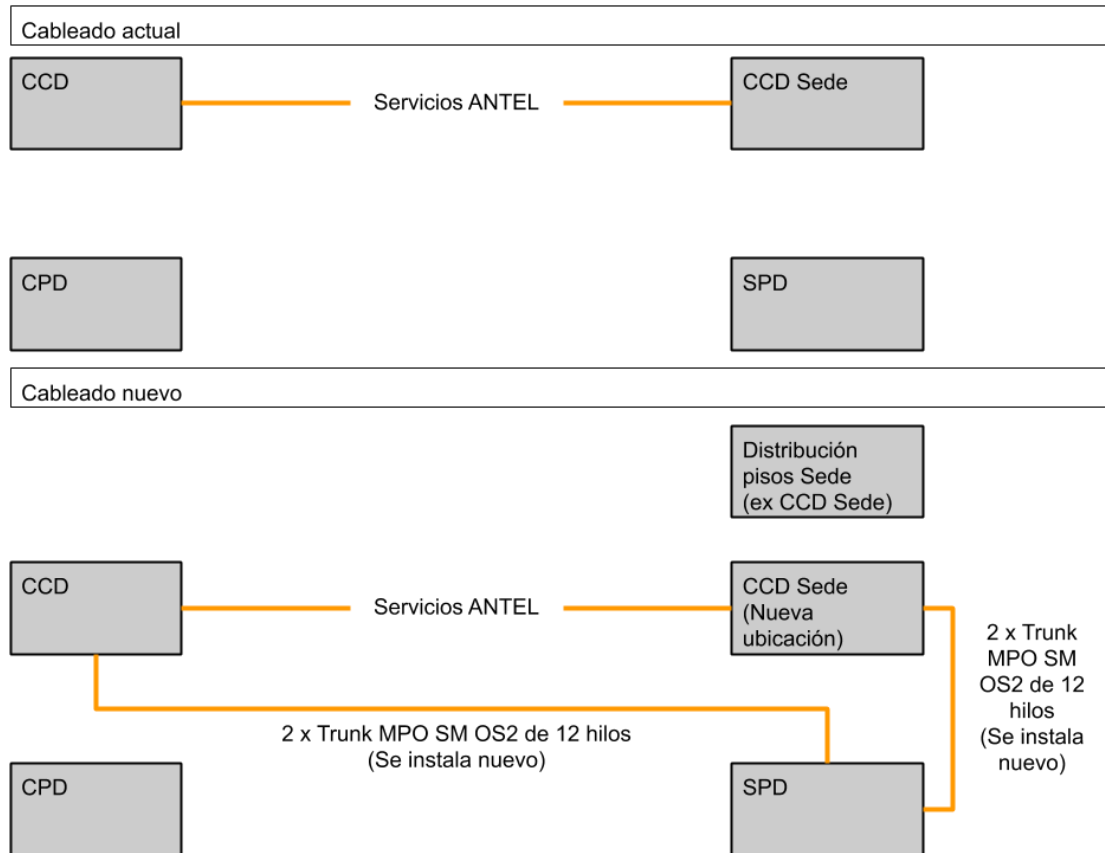 Cableado actual
CCD
Servicios ANTEL
CCD Sede
CPD
SPD
Cableado nuevo
Distribución
pisos Sede
(ex CCD Sede)
CCD
Servicios ANTEL
CCD Sede
(Nueva
ubicación)
2 x Trunk
MPO SM
OS2 de 12
hilos
(Se instala
nuevo)
2 x Trunk MPO SM OS2 de 12 hilos
(Se instala nuevo)
CPD
SPD